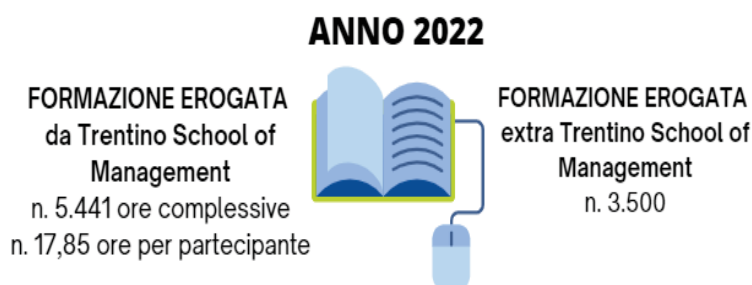 ANNO 2022
FORMAZIONE EROGATA
da Trentino School of
Management
n. 5.441 ore complessive
n. 17,85 ore per partecipante
FORMAZIONE EROGATA
extra Trentino School of
Management
n. 3.500